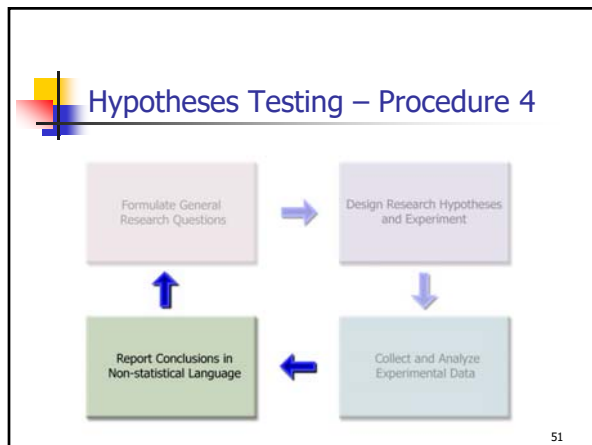 Hypotheses Testing – Procedure 4
Formulate General
Research Questions
Design Research Hypotheses
and Experiment
Report Conclusions in
Non-statistical Language
Collect and Analyze
Experimental Data
51